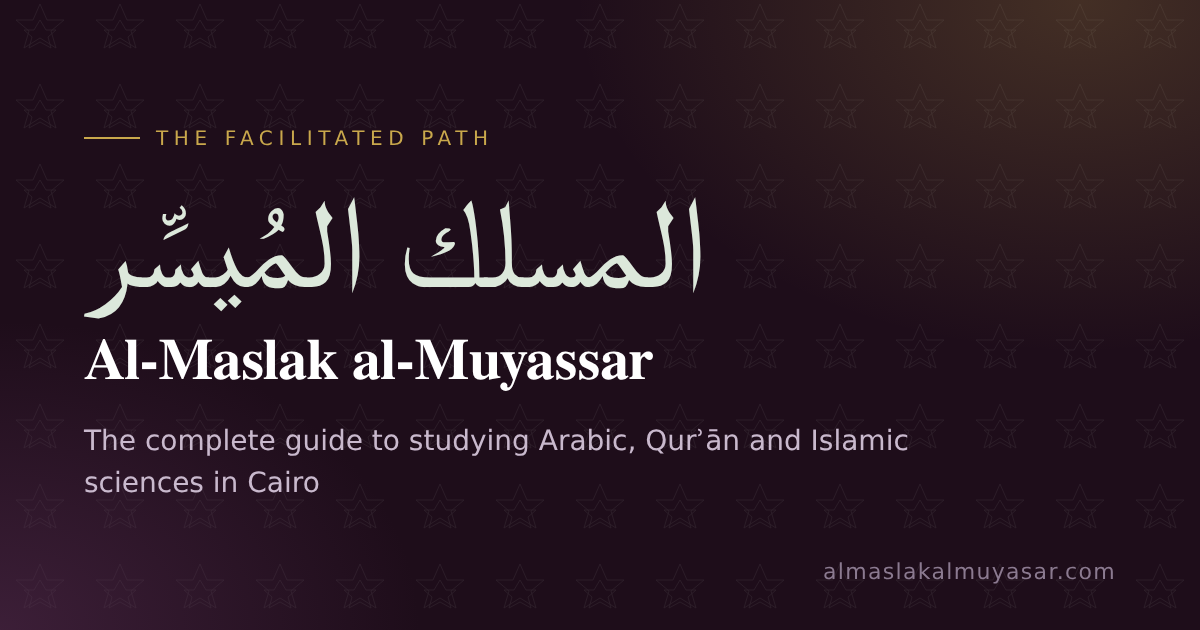 THE FACILITATED PATH
المسلك المُيسِّر
Al-Maslak al-Muyassar
The complete guide to studying Arabic, Qurʾān and Islamic
sciences in Cairo
almaslakalmuyasar.com